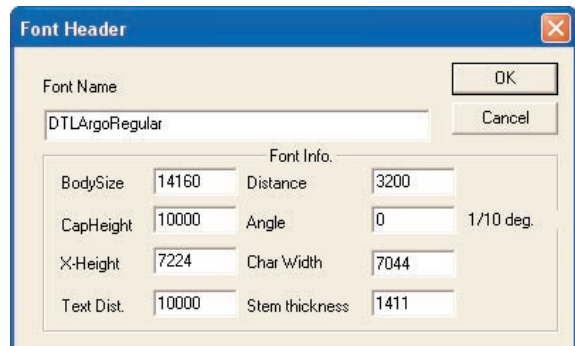 Font Header
OK
Font Name
Cancel
DTLArgoRegular
Font Info.
BodySize 14160 Distance 3200
CapHeight 10000 Angle 0 1/10 deg.
X-Height 7224 Char Width 7044
Text Dist. 10000 Stem thickness 1411